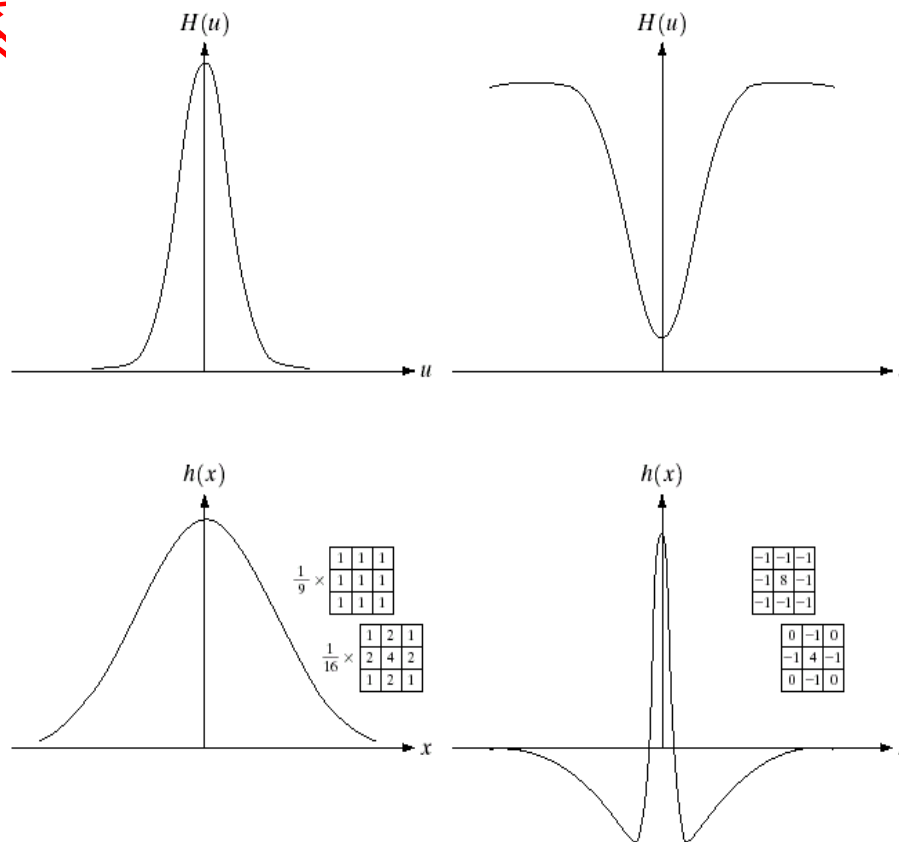 H(u)
H(u)
u
h(x)
h(x)
1/9 ×
1 1 1
1 1 1
1 1 1
1/16 ×
1 2 1
2 4 2
1 2 1
x
−1 −1 −1
−1 8 −1
−1 −1 −1
0 −1 0
−1 4 −1
0 −1 0